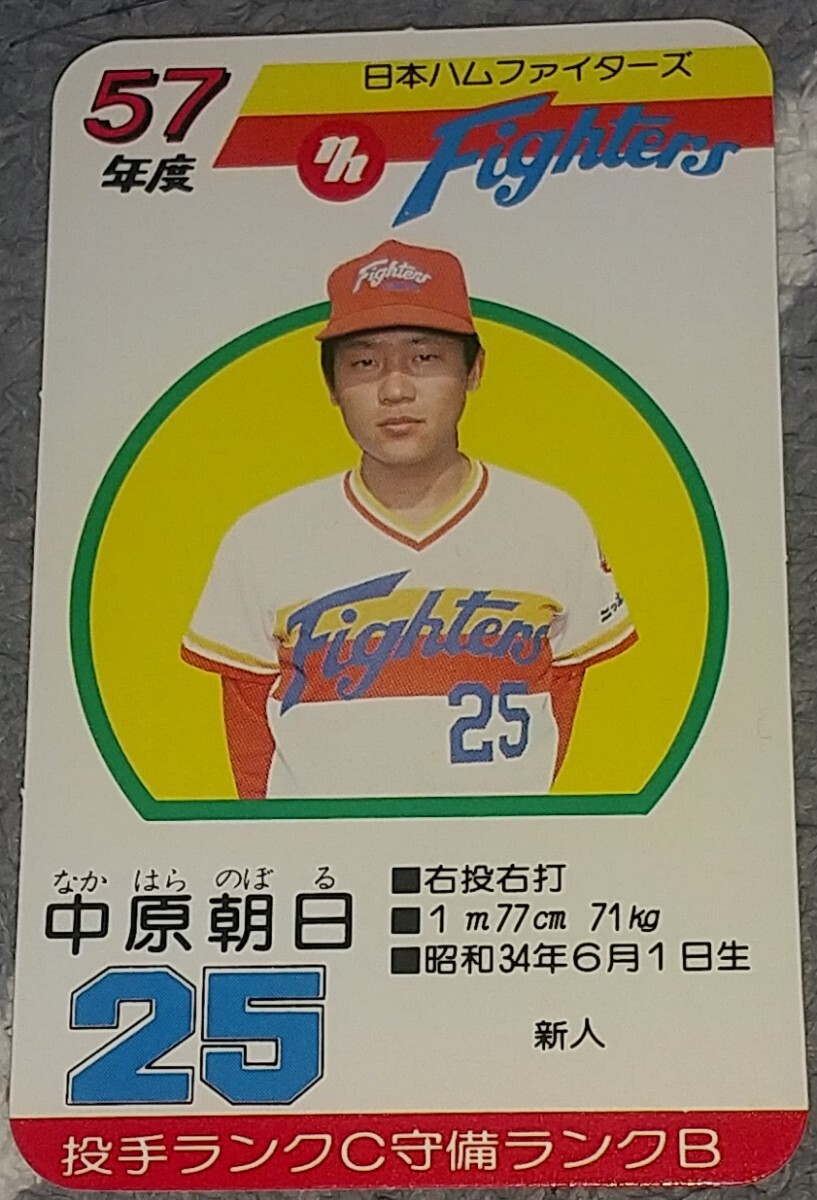 57
年度
日本ハムファイターズ
nh
Fighters
Fighters
Fighters
25
なか はら のぼ る
中原朝日
25
■右投右打
■1m77cm 71kg
■昭和34年6月1日生
新人
投手ランクC守備ランクB